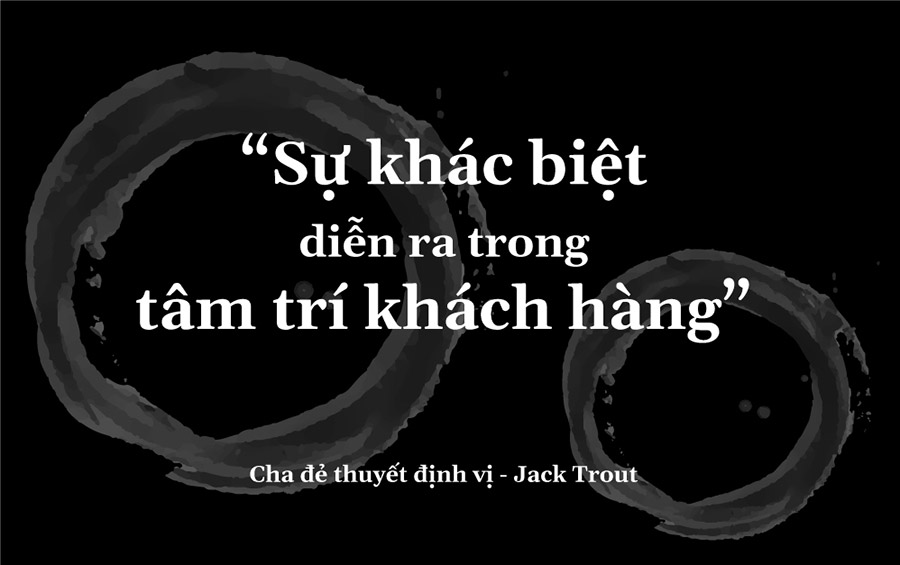 “Sự khác biệt
diễn ra trong
tâm trí khách hàng”
Cha đẻ thuyết định vị - Jack Trout